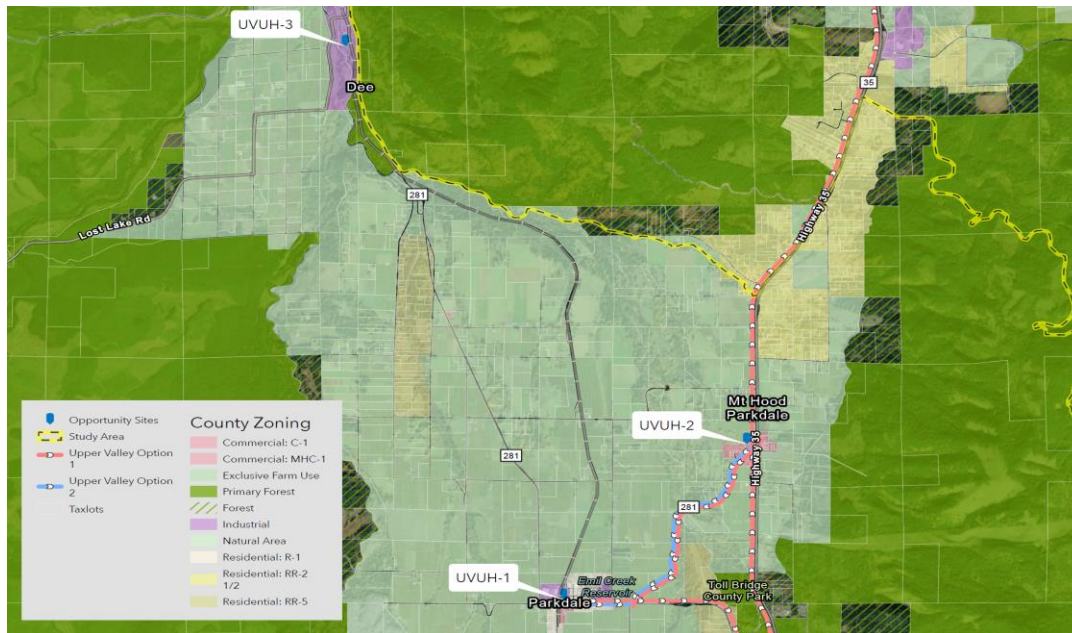 UVUH-3
Dee
35
281
Lost Lake Rd
Highway 35
Mt Hood
Parkdale
UVUH-2
Highway 35
281
281
UVUH-1
Emil Creek
Reservoir
Parkdale
Toll Bridge
County Park
Opportunity Sites
Study Area
Upper Valley Option
1
Upper Valley Option
2
Taxlots
County Zoning
Commercial: C-1
Commercial: MHC-1
Exclusive Farm Use
Primary Forest
Forest
Industrial
Natural Area
Residential: R-1
Residential: RR-2
1/2
Residential: RR-5